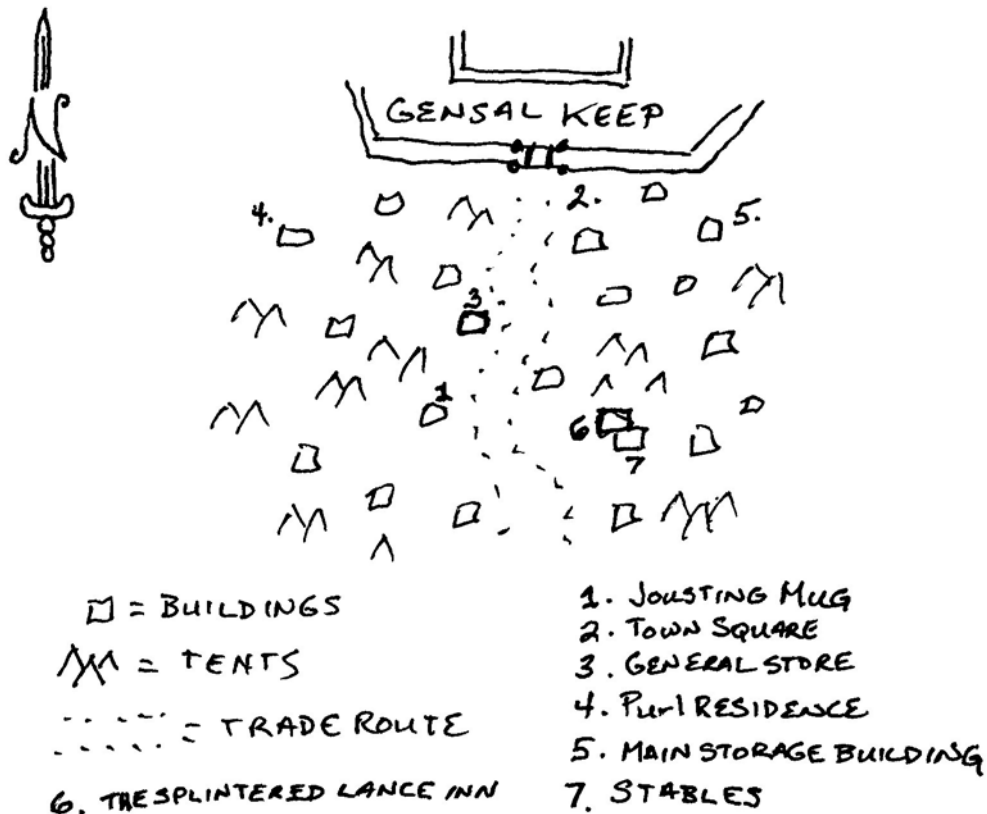 N
GENSAL KEEP
2.
4.
5.
3
1
6
7
= BUILDINGS
= TENTS
= TRADE ROUTE
6. THE SPLINTERED LANCE INN
1. JOUSTING MUG
2. TOWN SQUARE
3. GENERAL STORE
4. Purl RESIDENCE
5. MAIN STORAGE BUILDING
7. STABLES